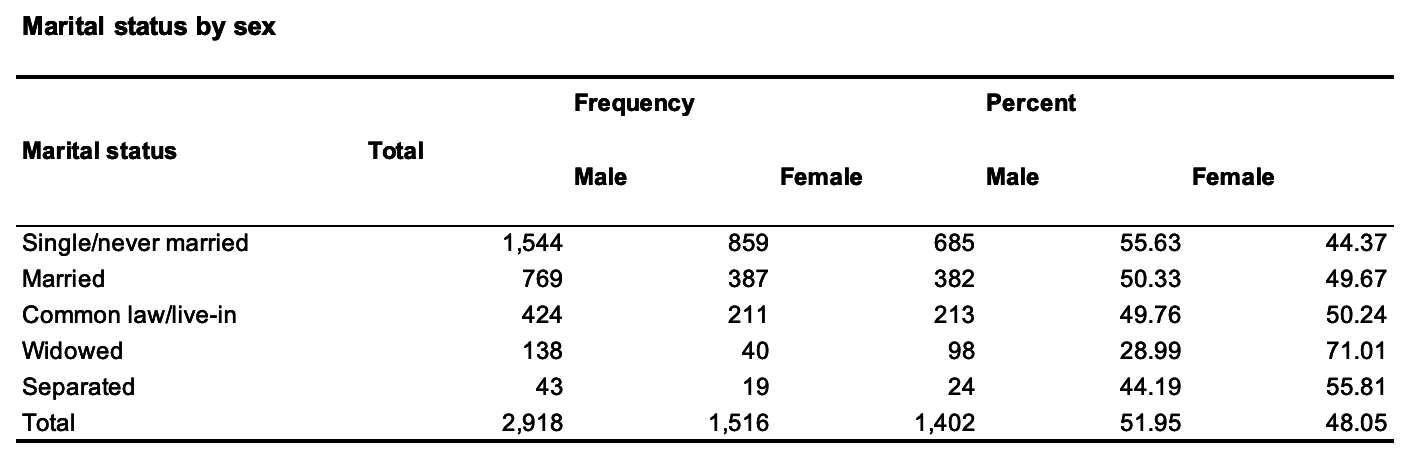 Marital status by sex
Frequency Percent
Marital status Total
Male Female Male Female
Single/never married 1,544 859 685 55.63 44.37
Married 769 387 382 50.33 49.67
Common law/live-in 424 211 213 49.76 50.24
Widowed 138 40 98 28.99 71.01
Separated 43 19 24 44.19 55.81
Total 2,918 1,516 1,402 51.95 48.05